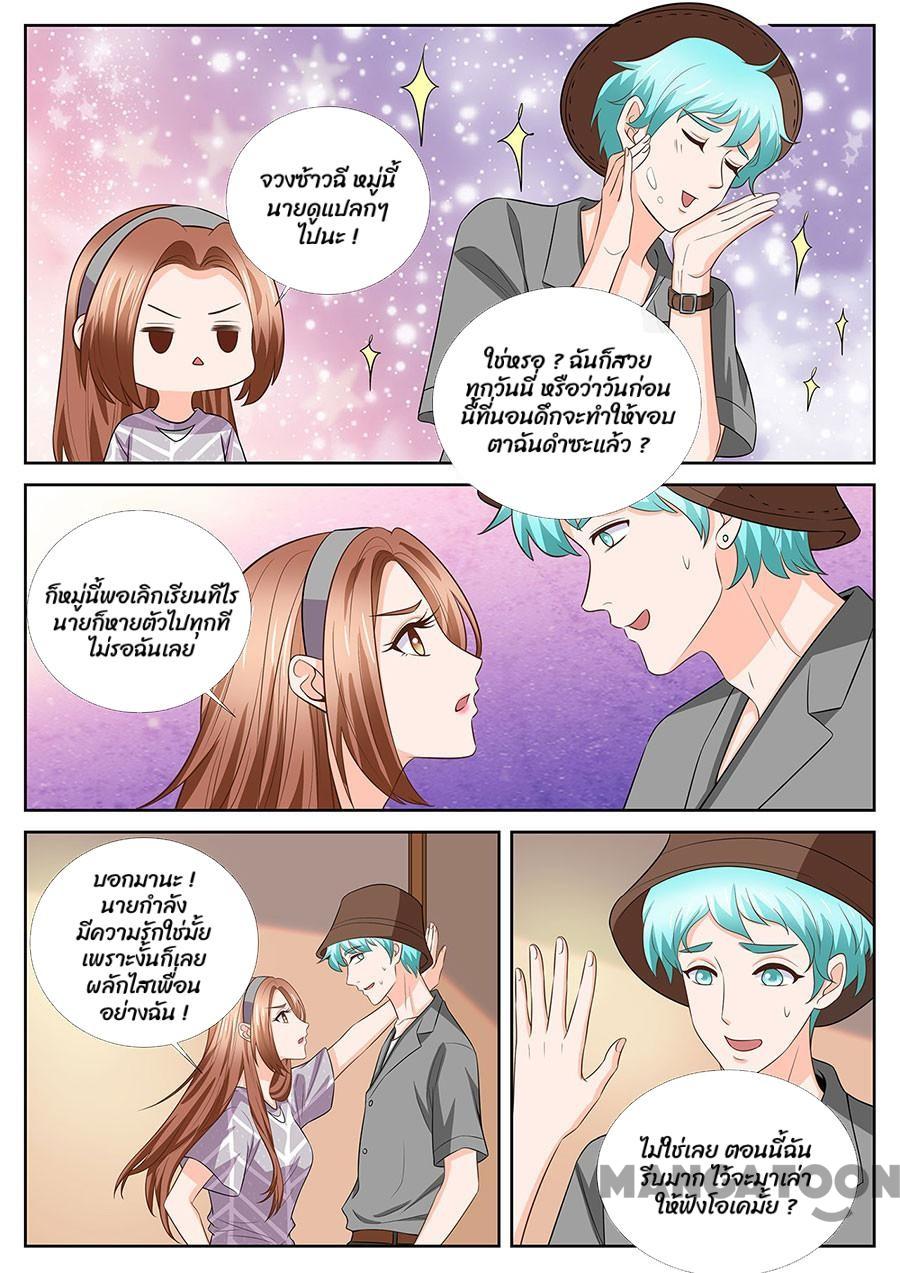 จวงซ้าวฉี หมู่นี้
นายดูแปลกๆ
ไปนะ !
ใช่หรอ ? ฉันก็สวย
ทุกวันนี่ หรือว่าวันก่อน
นี้ที่นอนดึกจะทำให้ขอบ
ตาฉันดำซะแล้ว ?
ก็หมู่นี้พอเลิกเรียนทีไร
นายก็หายตัวไปทุกที
ไม่รอฉันเลย
บอกมานะ !
นายกำลัง
มีความรักใช่มั้ย
เพราะงั้นก็เลย
ผลักไสเพื่อน
อย่างฉัน !
ไม่ใช่เลย ตอนนี้ฉัน
รีบมาก ไว้จะมาเล่า
ให้ฟังโอเคมั้ย ?
MANGATOON